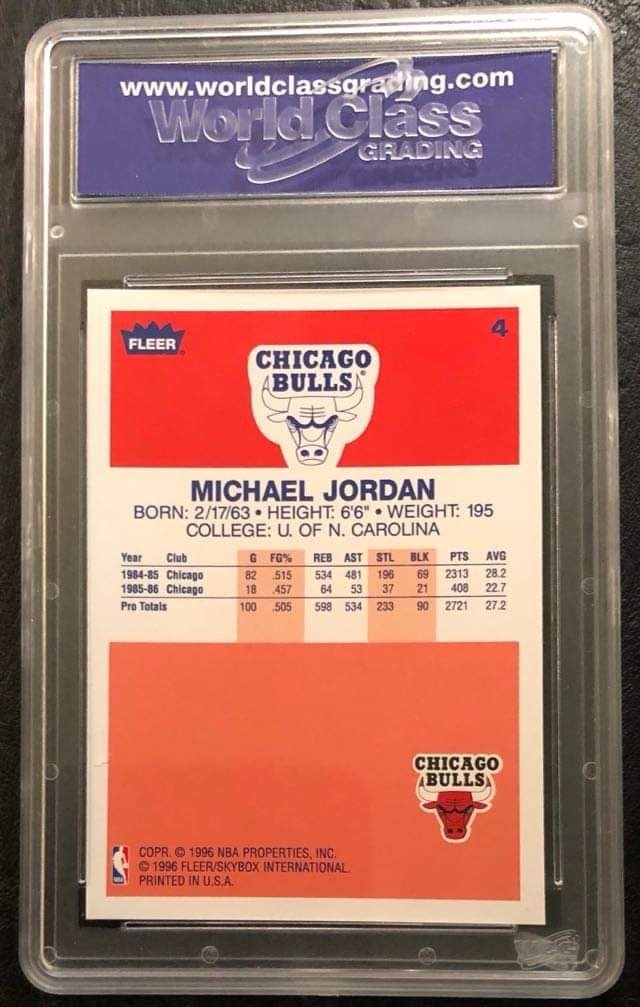 www.worldclassgrading.com
World Class
GRADING
FLEER
4
CHICAGO
BULLS®
MICHAEL JORDAN
BORN: 2/17/63 • HEIGHT: 6'6" • WEIGHT: 195
COLLEGE: U. OF N. CAROLINA
Year Club G FG% REB AST STL BLK PTS AVG
1984-85 Chicago 82 .515 534 481 196 69 2313 28.2
1985-86 Chicago 18 .457 64 53 37 21 408 22.7
Pro Totals 100 .505 598 534 233 90 2721 27.2
CHICAGO
BULLS
COPR. © 1996 NBA PROPERTIES, INC.
© 1996 FLEER/SKYBOX INTERNATIONAL.
PRINTED IN U.S.A.